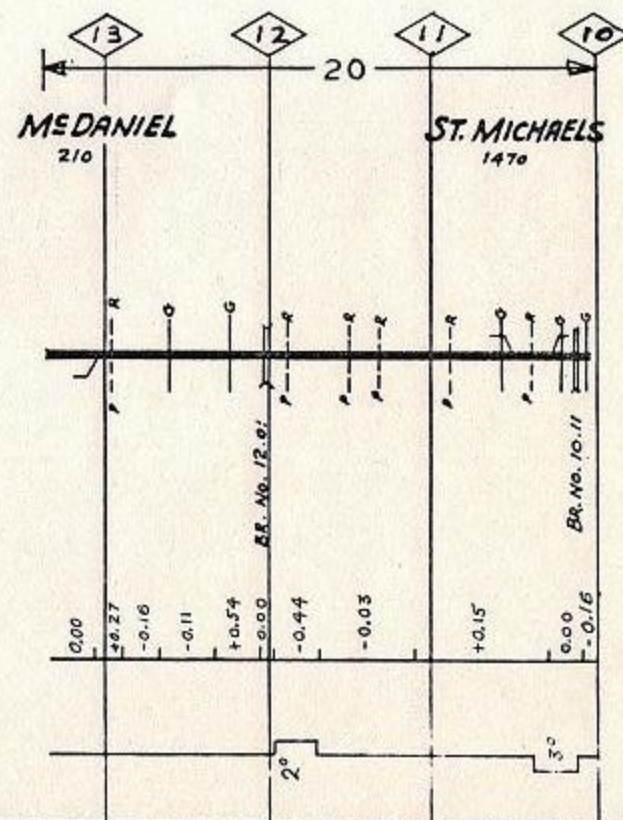 13 12 11 10
20
McDANIEL
210
ST. MICHAELS
1470
R G G R R R R G R G G
P P P P P P
BR. No. 12.01
BR. No. 10.11
0.00 +0.27 -0.16 -0.11 +0.54 0.00 -0.44 -0.03 +0.15 0.00 -0.16
2°
3°